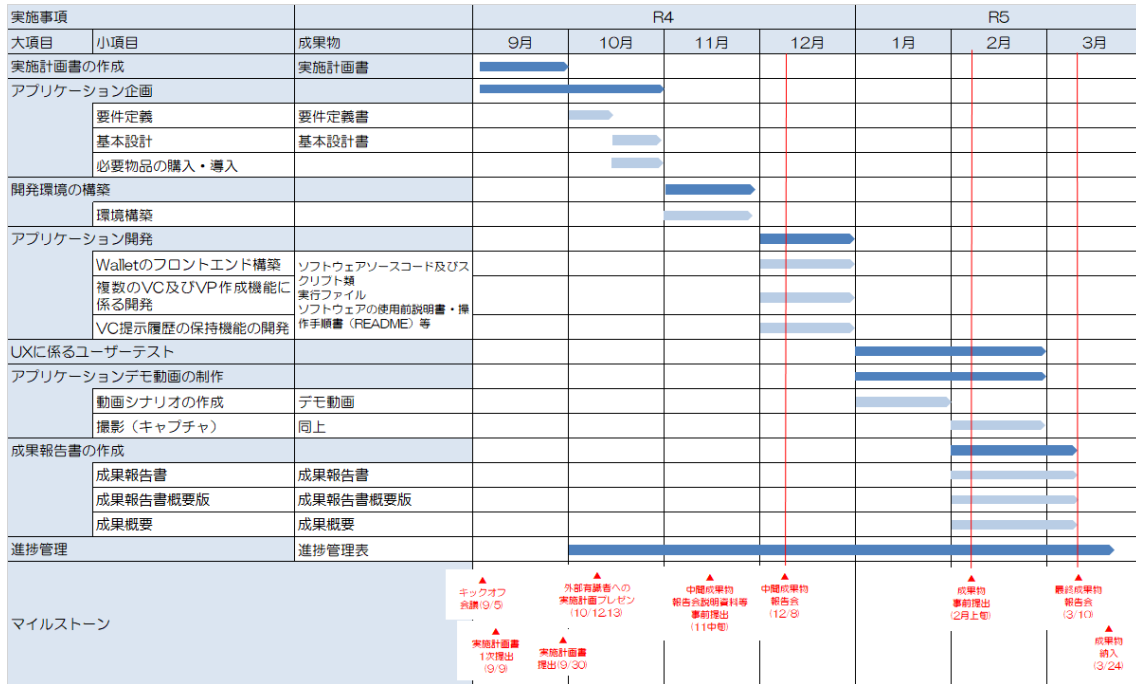 実施事項 R4 R5
大項目 小項目 成果物 9月 10月 11月 12月 1月 2月 3月
実施計画書の作成 実施計画書
アプリケーション企画
要件定義 要件定義書
基本設計 基本設計書
必要物品の購入・導入
開発環境の構築
環境構築
アプリケーション開発
Walletのフロントエンド構築
複数のVC及びVP作成機能に
係る開発
VC提示履歴の保持機能の開発
ソフトウェアソースコード及びス
クリプト類
実行ファイル
ソフトウェアの使用前説明書・操
作手順書（README）等
UXに係るユーザーテスト
アプリケーションデモ動画の制作
動画シナリオの作成 デモ動画
撮影（キャプチャ） 同上
成果報告書の作成
成果報告書 成果報告書
成果報告書概要版 成果報告書概要版
成果概要 成果概要
進捗管理 進捗管理表
マイルストーン
▲
キックオフ
会議(9/5)
▲
実施計画書
1次提出
(9/9)
▲
実施計画書
提出(9/30)
▲
外部有識者への
実施計画プレゼン
(10/12,13)
▲
中間成果物
報告会説明資料等
事前提出
(11中旬)
▲
中間成果物
報告会
(12/8)
▲
成果物
事前提出
(2月上旬)
▲
最終成果物
報告会
(3/10)
▲
成果物
納入
(3/24)